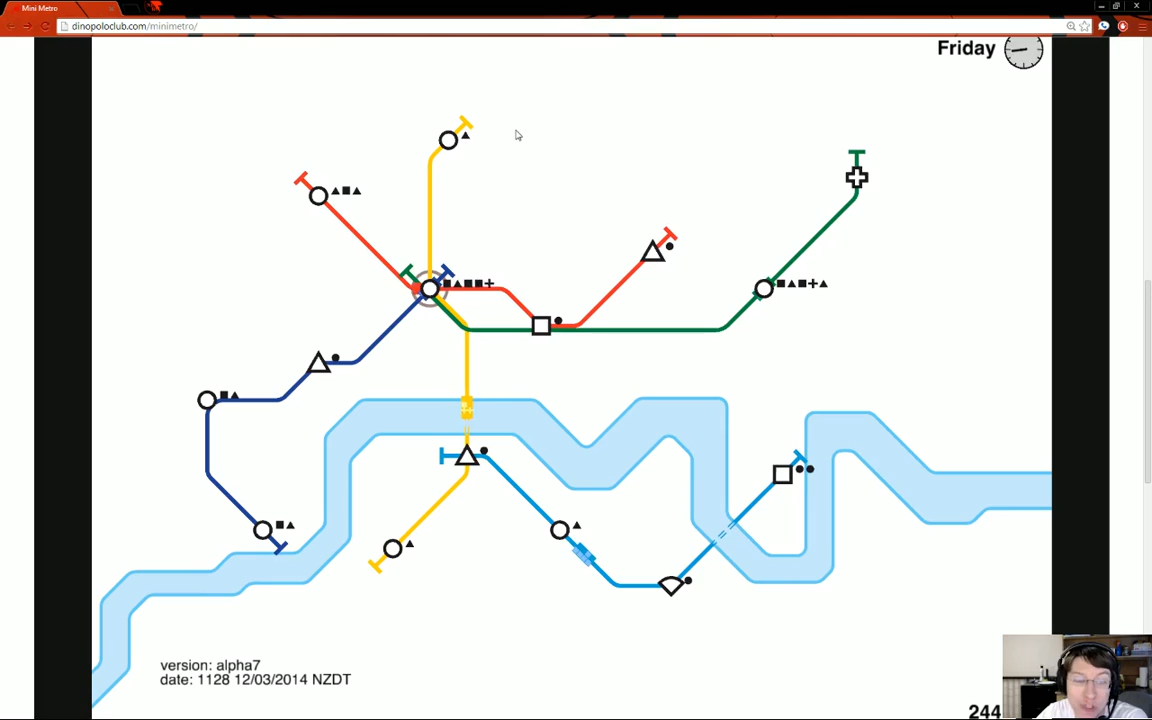 Mini Metro
dinopoloclub.com/minimetro/
Friday
version: alpha7
date: 1128 12/03/2014 NZDT
244